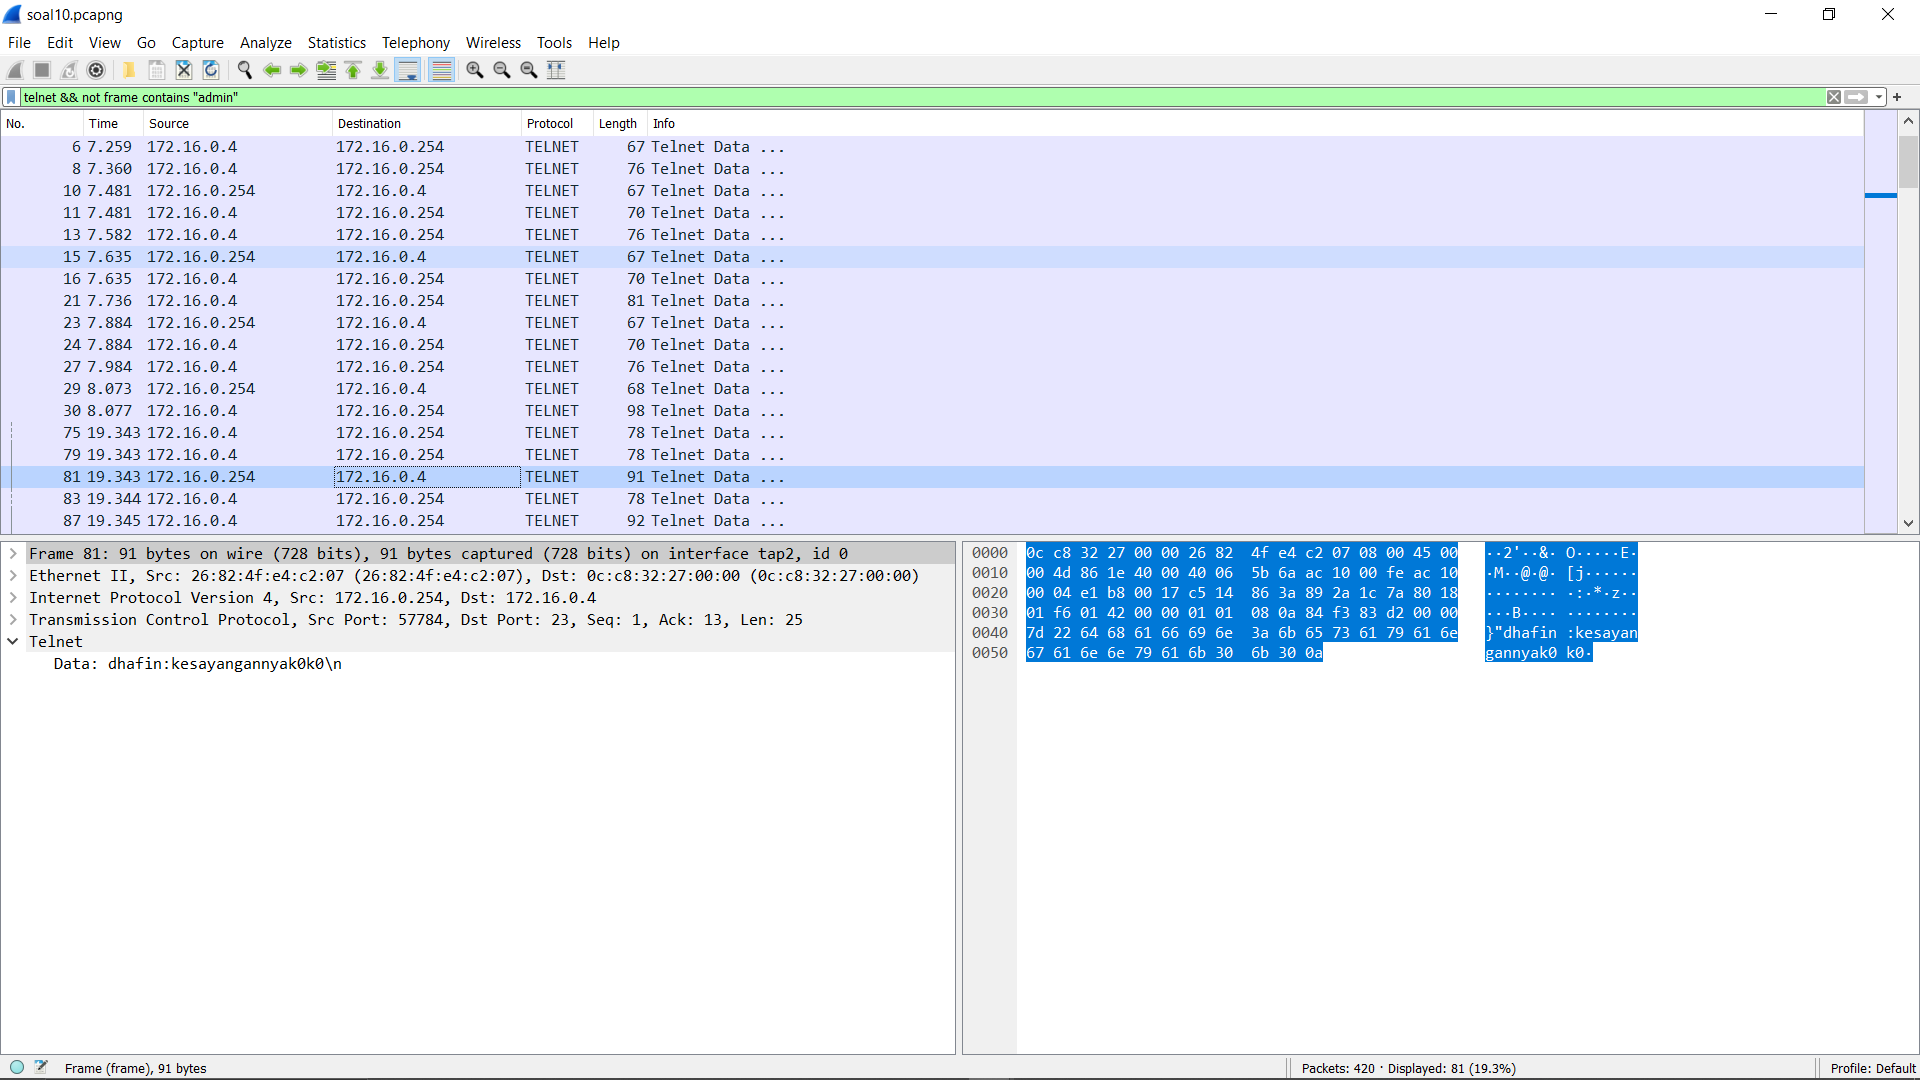 soal10.pcapng
File Edit View Go Capture Analyze Statistics Telephony Wireless Tools Help
telnet && not frame contains "admin"
No. Time Source Destination Protocol Length Info
6 7.259 172.16.0.4 172.16.0.254 TELNET 67 Telnet Data ...
8 7.360 172.16.0.4 172.16.0.254 TELNET 76 Telnet Data ...
10 7.481 172.16.0.254 172.16.0.4 TELNET 67 Telnet Data ...
11 7.481 172.16.0.4 172.16.0.254 TELNET 70 Telnet Data ...
13 7.582 172.16.0.4 172.16.0.254 TELNET 76 Telnet Data ...
15 7.635 172.16.0.254 172.16.0.4 TELNET 67 Telnet Data ...
16 7.635 172.16.0.4 172.16.0.254 TELNET 70 Telnet Data ...
21 7.736 172.16.0.4 172.16.0.254 TELNET 81 Telnet Data ...
23 7.884 172.16.0.254 172.16.0.4 TELNET 67 Telnet Data ...
24 7.884 172.16.0.4 172.16.0.254 TELNET 70 Telnet Data ...
27 7.984 172.16.0.4 172.16.0.254 TELNET 76 Telnet Data ...
29 8.073 172.16.0.254 172.16.0.4 TELNET 68 Telnet Data ...
30 8.077 172.16.0.4 172.16.0.254 TELNET 98 Telnet Data ...
75 19.343 172.16.0.4 172.16.0.254 TELNET 78 Telnet Data ...
79 19.343 172.16.0.4 172.16.0.254 TELNET 78 Telnet Data ...
81 19.343 172.16.0.254 172.16.0.4 TELNET 91 Telnet Data ...
83 19.344 172.16.0.4 172.16.0.254 TELNET 78 Telnet Data ...
87 19.345 172.16.0.4 172.16.0.254 TELNET 92 Telnet Data ...
Frame 81: 91 bytes on wire (728 bits), 91 bytes captured (728 bits) on interface tap2, id 0
Ethernet II, Src: 26:82:4f:e4:c2:07 (26:82:4f:e4:c2:07), Dst: 0c:c8:32:27:00:00 (0c:c8:32:27:00:00)
Internet Protocol Version 4, Src: 172.16.0.254, Dst: 172.16.0.4
Transmission Control Protocol, Src Port: 57784, Dst Port: 23, Seq: 1, Ack: 13, Len: 25
Telnet
Data: dhafin:kesayangannyak0k0\n
0000 0c c8 32 27 00 00 26 82 4f e4 c2 07 08 00 45 00 ··2'··&· O·····E·
0010 00 4d 86 1e 40 00 40 06 5b 6a ac 10 00 fe ac 10 ·M··@·@· [j······
0020 00 04 e1 b8 00 17 c5 14 86 3a 89 2a 1c 7a 80 18 ········ ·:·*·z··
0030 01 f6 01 42 00 00 01 01 08 0a 84 f3 83 d2 00 00 ···B···· ········
0040 7d 22 64 68 61 66 69 6e 3a 6b 65 73 61 79 61 6e }"dhafin :kesayan
0050 67 61 6e 6e 79 61 6b 30 6b 30 0a gannyak0 k0·
Frame (frame), 91 bytes
Packets: 420 · Displayed: 81 (19.3%)
Profile: Default